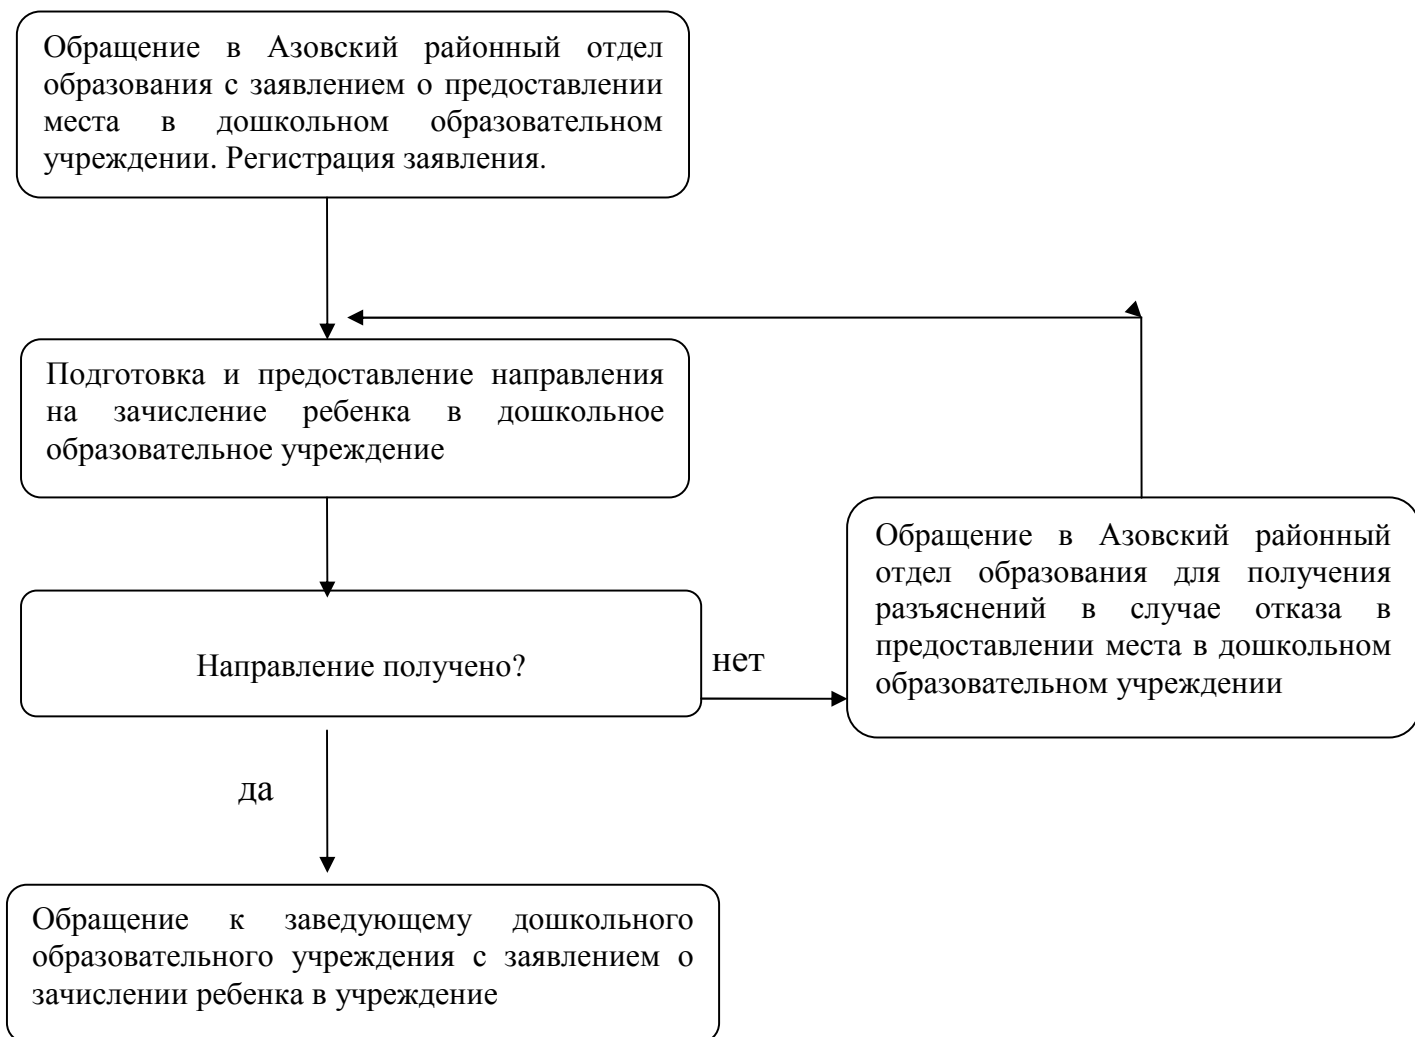 Обращение в Азовский районный отдел
образования с заявлением о предоставлении
места в дошкольном образовательном
учреждении. Регистрация заявления.
Подготовка и предоставление направления
на зачисление ребенка в дошкольное
образовательное учреждение
Направление получено?
нет
Обращение в Азовский районный
отдел образования для получения
разъяснений в случае отказа в
предоставлении места в дошкольном
образовательном учреждении
да
Обращение к заведующему дошкольного
образовательного учреждения с заявлением о
зачислении ребенка в учреждение